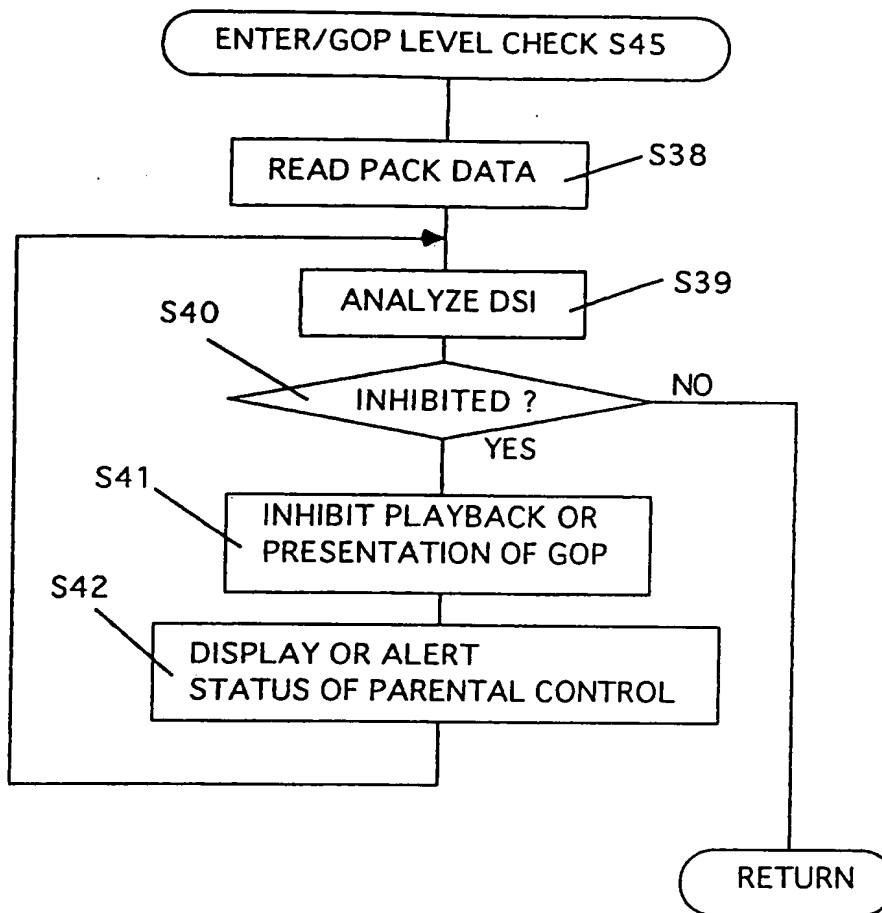 ENTER/GOP LEVEL CHECK S45
READ PACK DATA
S38
ANALYZE DSI
S39
S40
INHIBITED ?
NO
YES
S41
INHIBIT PLAYBACK OR
PRESENTATION OF GOP
S42
DISPLAY OR ALERT
STATUS OF PARENTAL CONTROL
RETURN